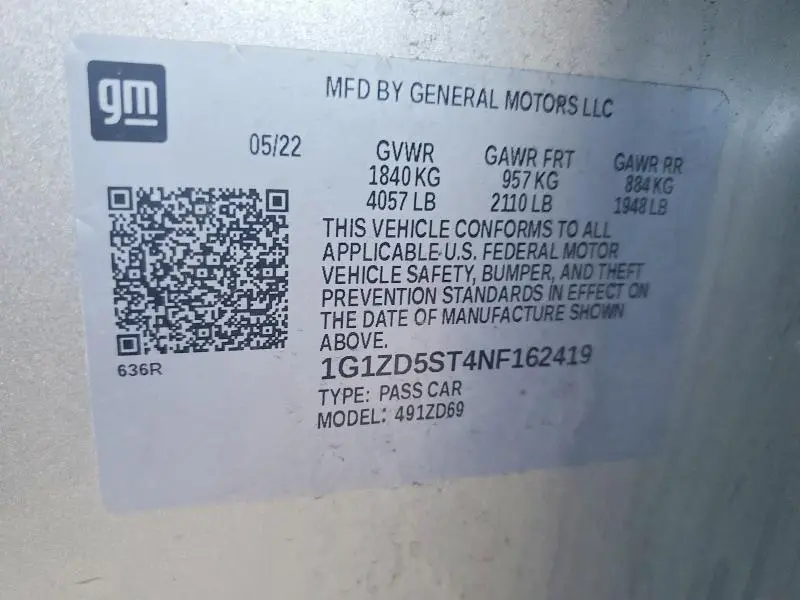 gm
MFD BY GENERAL MOTORS LLC
05/22 GVWR GAWR FRT GAWR RR
1840 KG 957 KG 884 KG
4057 LB 2110 LB 1948 LB
THIS VEHICLE CONFORMS TO ALL
APPLICABLE U.S. FEDERAL MOTOR
VEHICLE SAFETY, BUMPER, AND THEFT
PREVENTION STANDARDS IN EFFECT ON
THE DATE OF MANUFACTURE SHOWN
ABOVE.
636R
1G1ZD5ST4NF162419
TYPE: PASS CAR
MODEL: 491ZD69